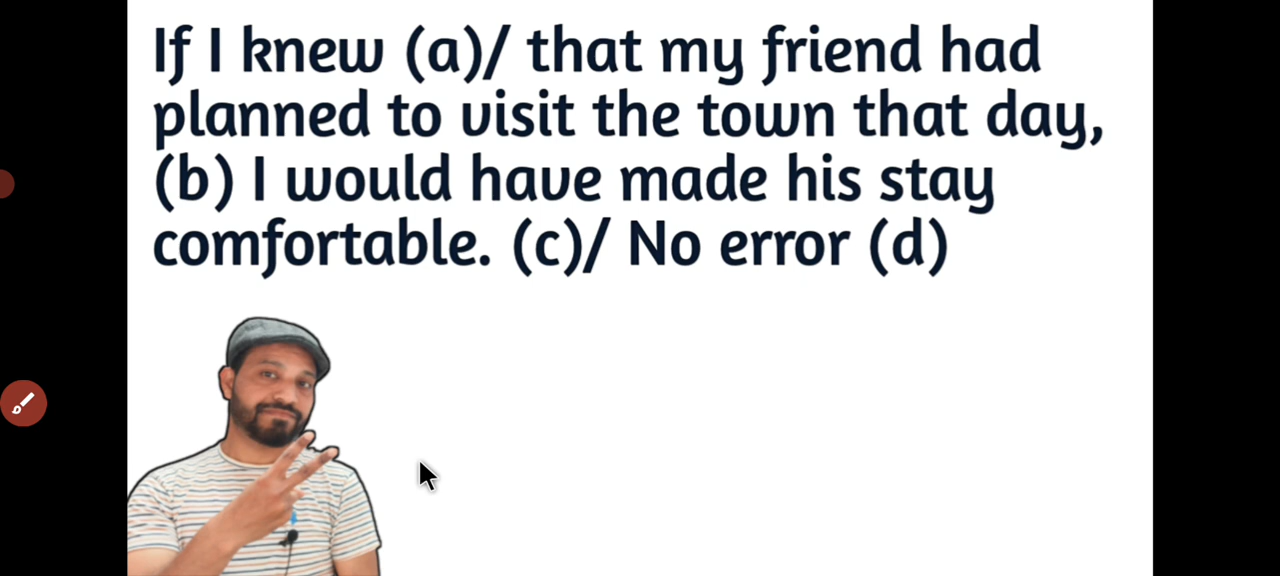 If I knew (a)/ that my friend had
planned to visit the town that day,
(b) I would have made his stay
comfortable. (c)/ No error (d)